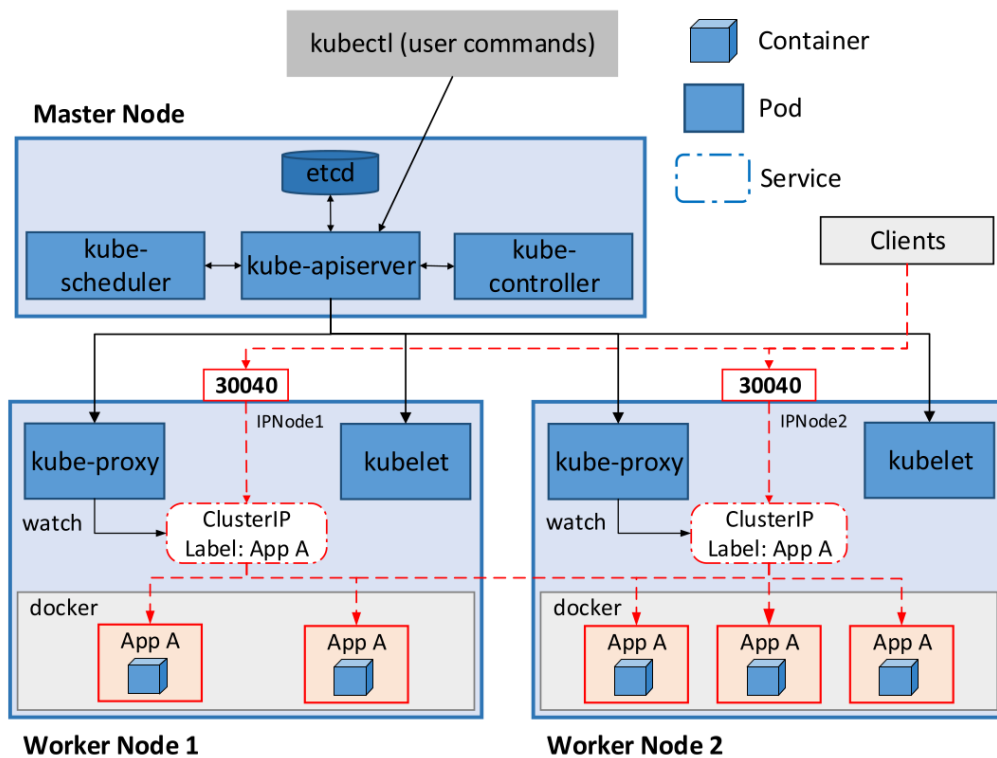 kubectl (user commands)
Container
Pod
Service
Master Node
etcd
kube-
scheduler
kube-apiserver
kube-
controller
Clients
30040
30040
IPNode1
IPNode2
kube-proxy
kubelet
kube-proxy
kubelet
watch
ClusterIP
Label: App A
watch
ClusterIP
Label: App A
docker
App A
App A
docker
App A
App A
App A
Worker Node 1
Worker Node 2